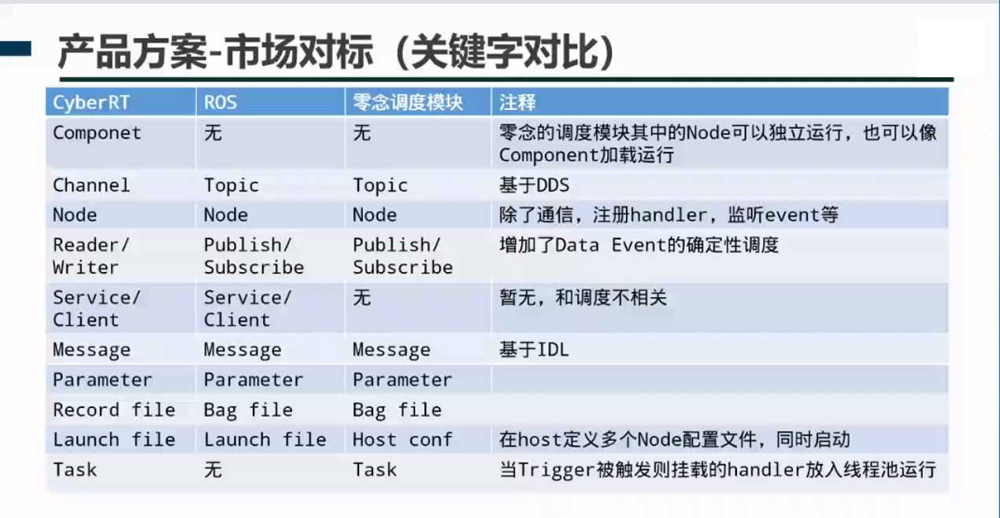 产品方案-市场对标（关键字对比）
CyberRT ROS 零念调度模块 注释
Componet 无 无 零念的调度模块其中的Node可以独立运行，也可以像
Component加载运行
Channel Topic Topic 基于DDS
Node Node Node 除了通信，注册handler，监听event等
Reader/ Publish/ Publish/ 增加了Data Event的确定性调度
Writer Subscribe Subscribe
Service/ Service/ 无 暂无，和调度不相关
Client Client
Message Message Message 基于IDL
Parameter Parameter Parameter
Record file Bag file Bag file
Launch file Launch file Host conf 在host定义多个Node配置文件，同时启动
Task 无 Task 当Trigger被触发则挂载的handler放入线程池运行